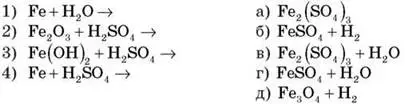 1) Fe + H₂O →
2) Fe₂O₃ + H₂SO₄ →
3) Fe(OH)₂ + H₂SO₄ →
4) Fe + H₂SO₄ →
а) Fe₂(SO₄)₃
б) FeSO₄ + H₂
в) Fe₂(SO₄)₃ + H₂O
г) FeSO₄ + H₂O
д) Fe₃O₄ + H₂